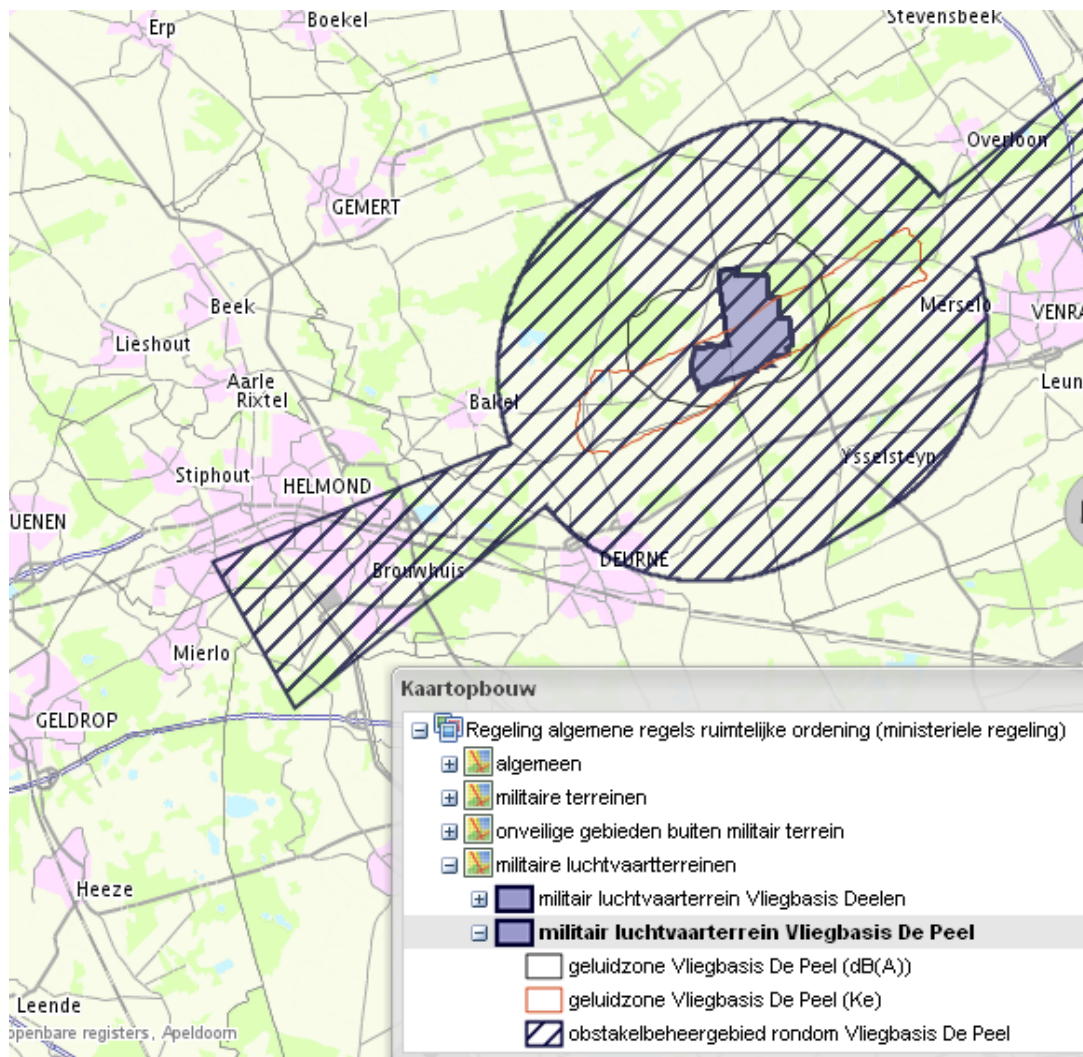 Erp
Boekel
Stevensbeek
Overloon
GEMERT
Beek
Merselo
VENRA
Lieshout
Aarle
Rixtel
Bakel
Leun
Stiphout
HELMOND
Ysselsteyn
UENEN
Brouwhuis
DEURNE
Mierlo
GELDROP
Heeze
Leende
openbare registers, Apeldoorn
Kaartopbouw
Regeling algemene regels ruimtelijke ordening (ministeriele regeling)
algemeen
militaire terreinen
onveilige gebieden buiten militair terrein
militaire luchtvaartterreinen
militair luchtvaarterrein Vliegbasis Deelen
militair luchtvaarterrein Vliegbasis De Peel
geluidzone Vliegbasis De Peel (dB(A))
geluidzone Vliegbasis De Peel (Ke)
obstakelbeheergebied rondom Vliegbasis De Peel